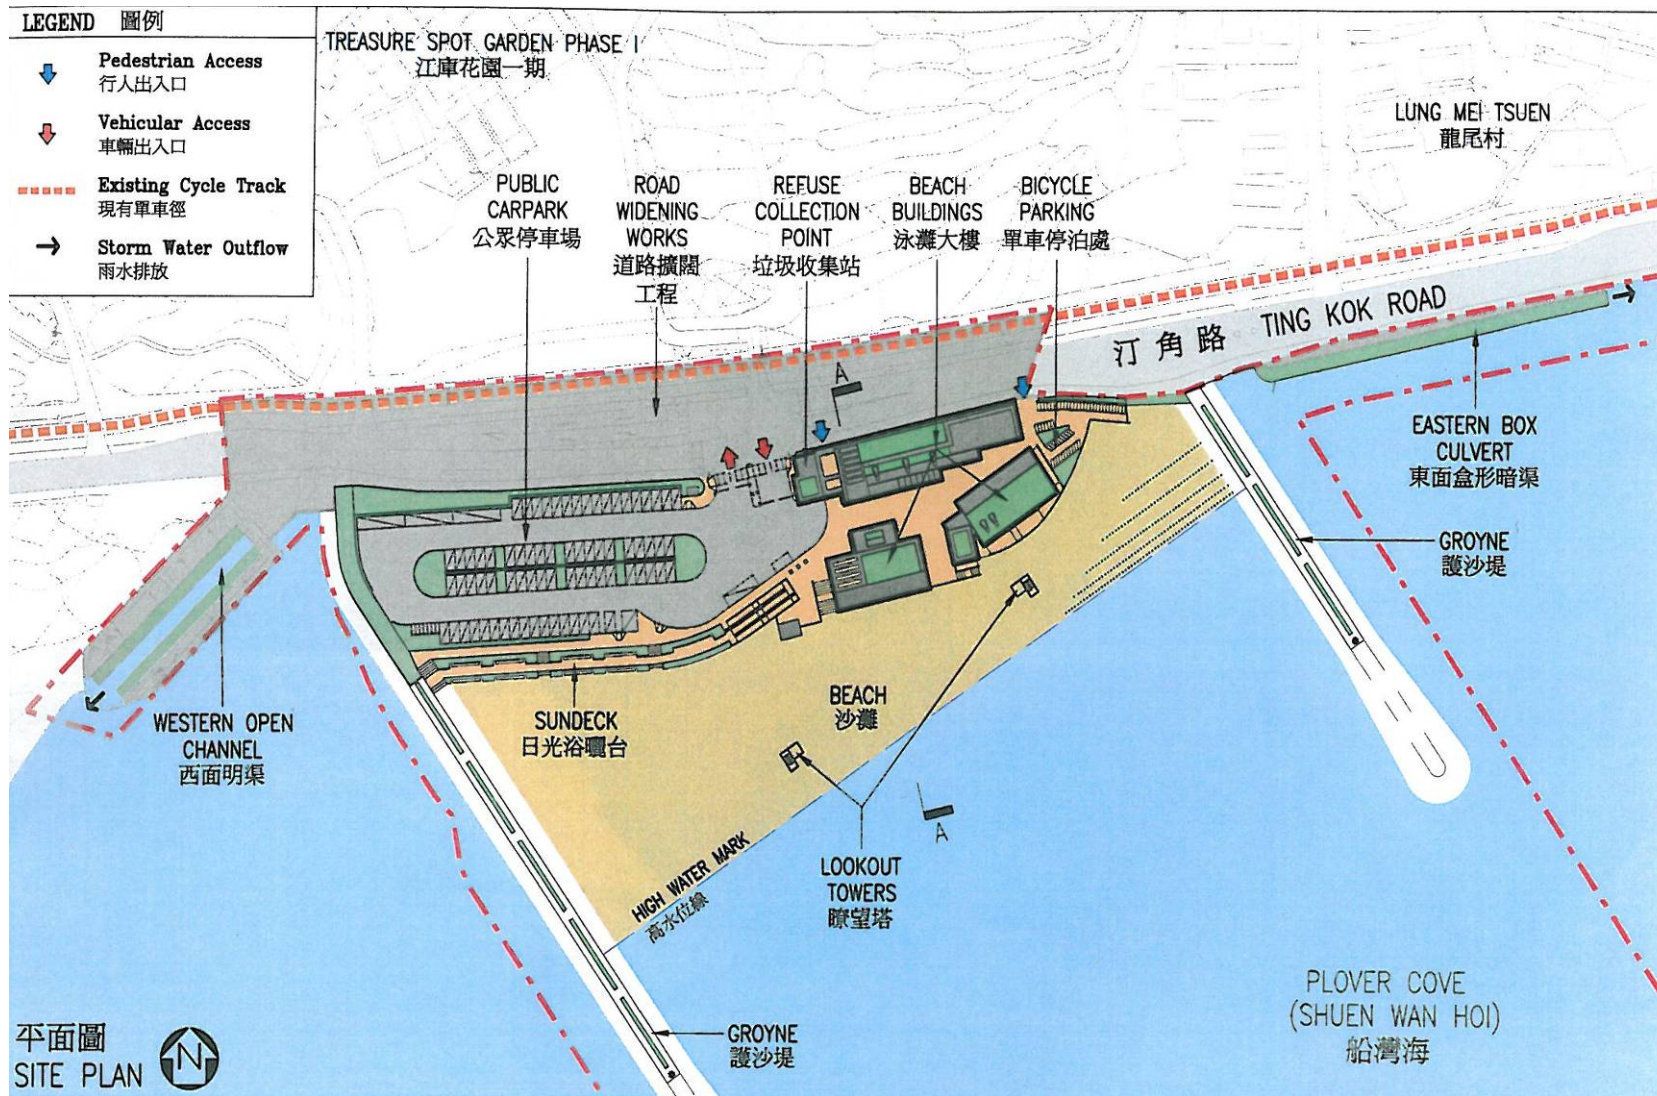 LEGEND 圖例
Pedestrian Access
行人出入口
Vehicular Access
車輛出入口
Existing Cycle Track
現有單車徑
Storm Water Outflow
雨水排放
TREASURE SPOT GARDEN PHASE I
江庫花園一期
LUNG MEI TSUEN
龍尾村
PUBLIC
CARPARK
公眾停車場
ROAD
WIDENING
WORKS
道路擴闊
工程
REFUSE
COLLECTION
POINT
垃圾收集站
BEACH
BUILDINGS
泳灘大樓
BICYCLE
PARKING
單車停泊處
汀角路 TING KOK ROAD
A
EASTERN BOX
CULVERT
東面盒形暗渠
GROYNE
護沙堤
WESTERN OPEN
CHANNEL
西面明渠
SUNDECK
日光浴曬台
BEACH
沙灘
A
HIGH WATER MARK
高水位線
LOOKOUT
TOWERS
瞭望塔
GROYNE
護沙堤
PLOVER COVE
(SHUEN WAN HOI)
船灣海
平面圖
SITE PLAN
N